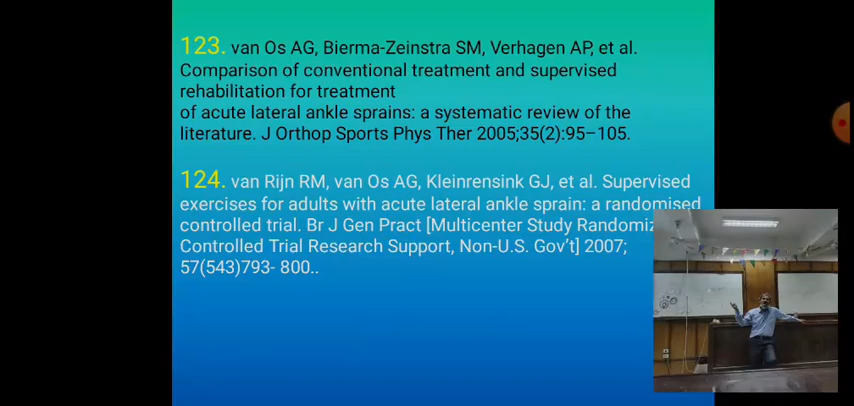 123. van Os AG, Bierma-Zeinstra SM, Verhagen AP, et al.
Comparison of conventional treatment and supervised
rehabilitation for treatment
of acute lateral ankle sprains: a systematic review of the
literature. J Orthop Sports Phys Ther 2005;35(2):95–105.
124. van Rijn RM, van Os AG, Kleinrensink GJ, et al. Supervised
exercises for adults with acute lateral ankle sprain: a randomised
controlled trial. Br J Gen Pract [Multicenter Study Randomiz
Controlled Trial Research Support, Non-U.S. Gov’t] 2007;
57(543)793- 800..